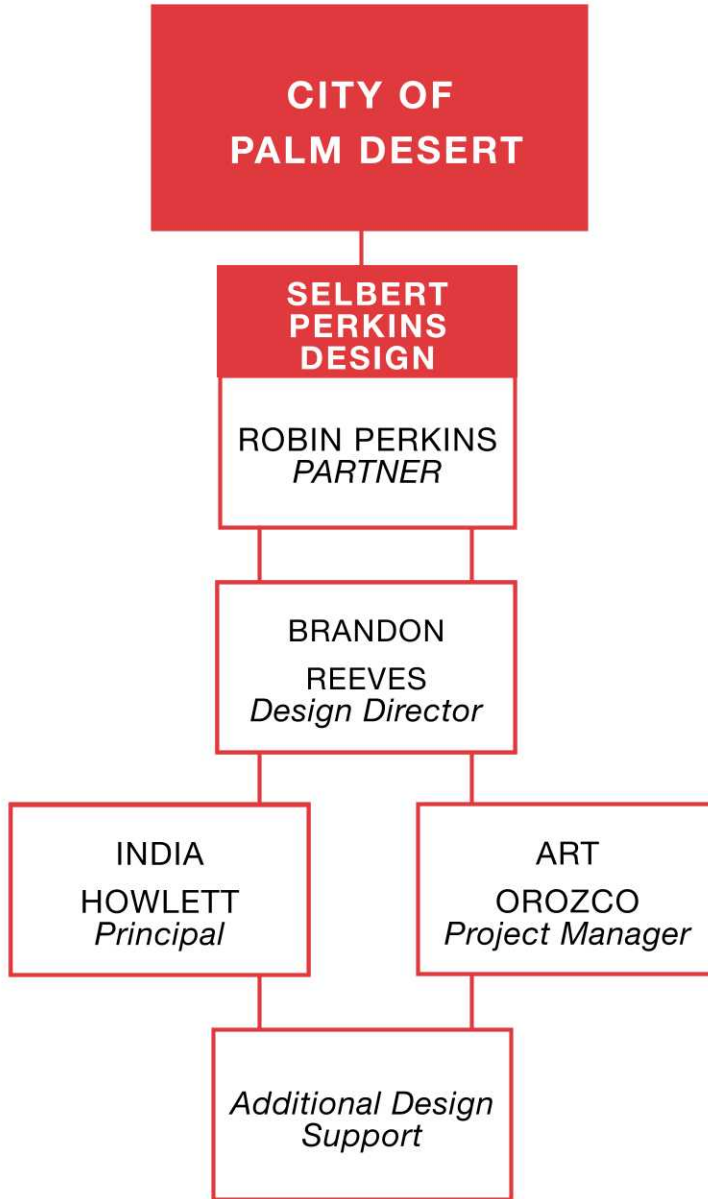 CITY OF
PALM DESERT
SELBERT
PERKINS
DESIGN
ROBIN PERKINS
PARTNER
BRANDON
REEVES
Design Director
INDIA
HOWLETT
Principal
ART
OROZCO
Project Manager
Additional Design
Support